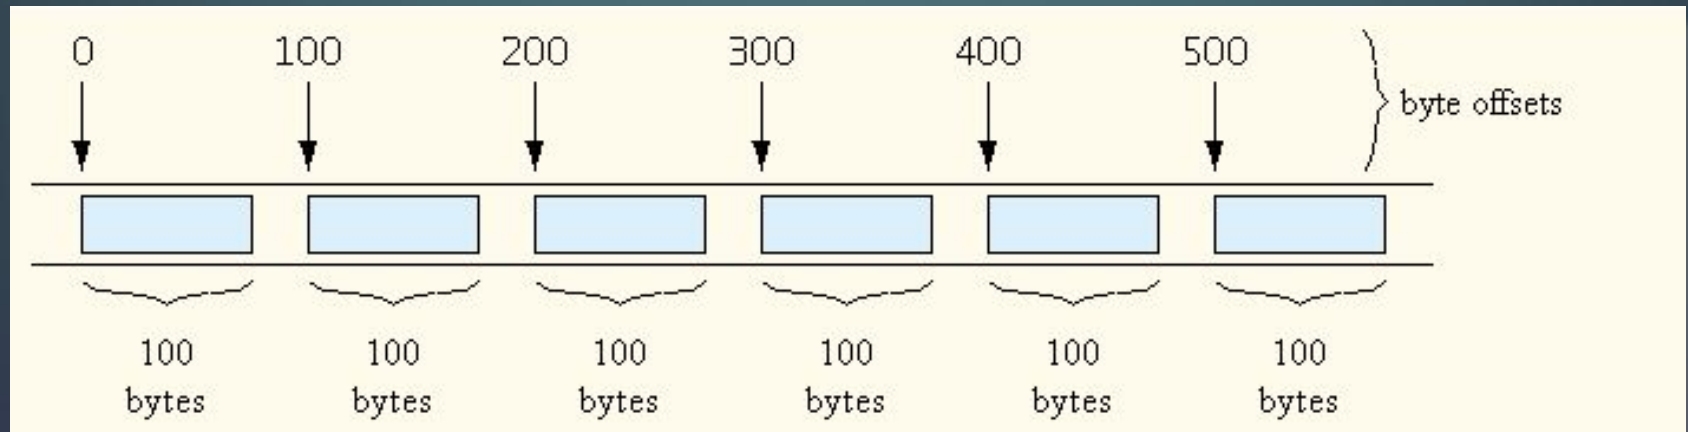 0 100 200 300 400 500
byte offsets
100 100 100 100 100 100
bytes bytes bytes bytes bytes bytes